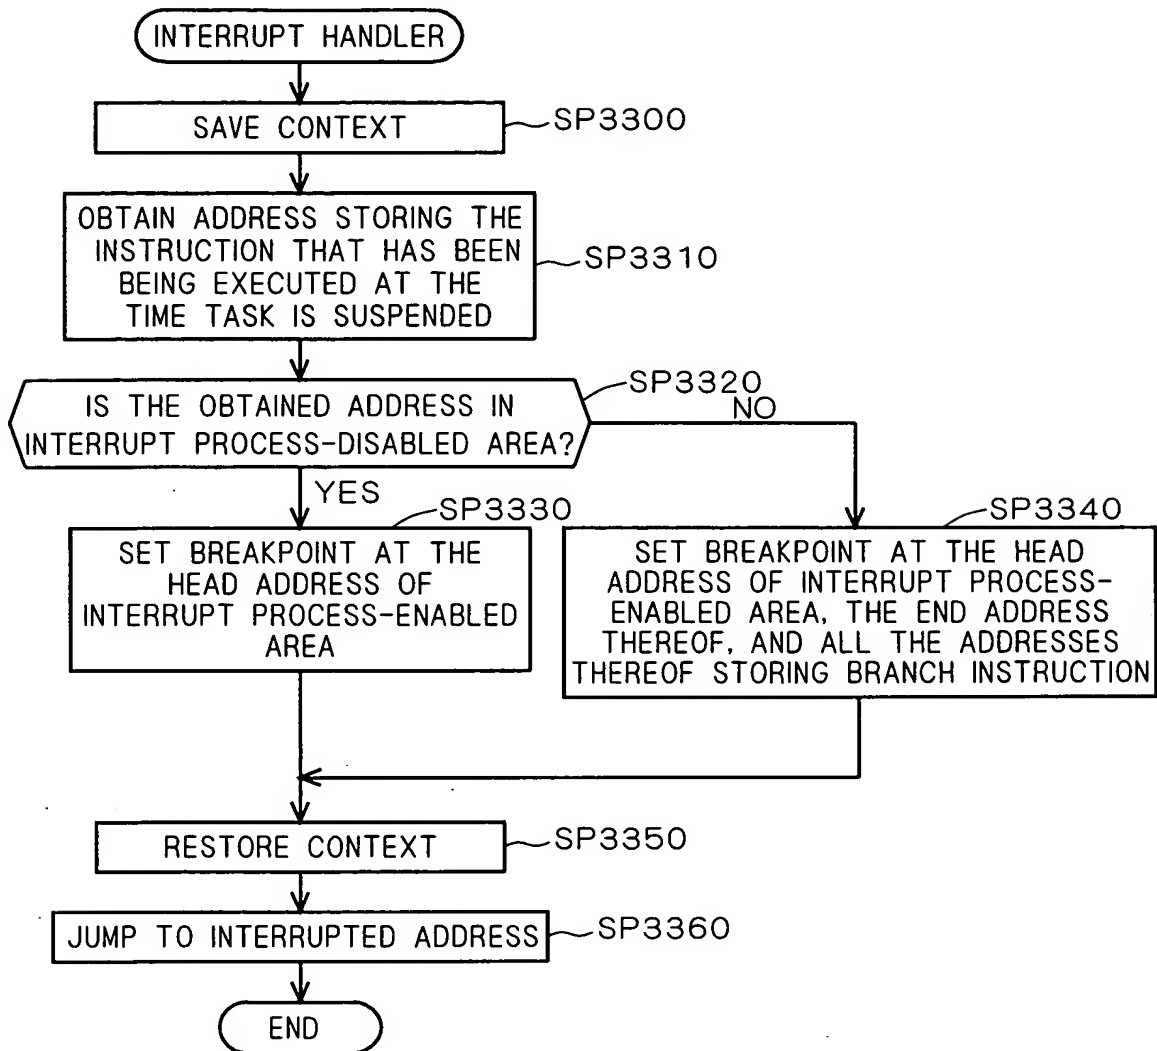 INTERRUPT HANDLER
SAVE CONTEXT
SP3300
OBTAIN ADDRESS STORING THE
INSTRUCTION THAT HAS BEEN
BEING EXECUTED AT THE
TIME TASK IS SUSPENDED
SP3310
IS THE OBTAINED ADDRESS IN
INTERRUPT PROCESS-DISABLED AREA?
SP3320
NO
YES
SP3330
SET BREAKPOINT AT THE
HEAD ADDRESS OF
INTERRUPT PROCESS-ENABLED
AREA
SP3340
SET BREAKPOINT AT THE HEAD
ADDRESS OF INTERRUPT PROCESS-
ENABLED AREA, THE END ADDRESS
THEREOF, AND ALL THE ADDRESSES
THEREOF STORING BRANCH INSTRUCTION
RESTORE CONTEXT
SP3350
JUMP TO INTERRUPTED ADDRESS
SP3360
END